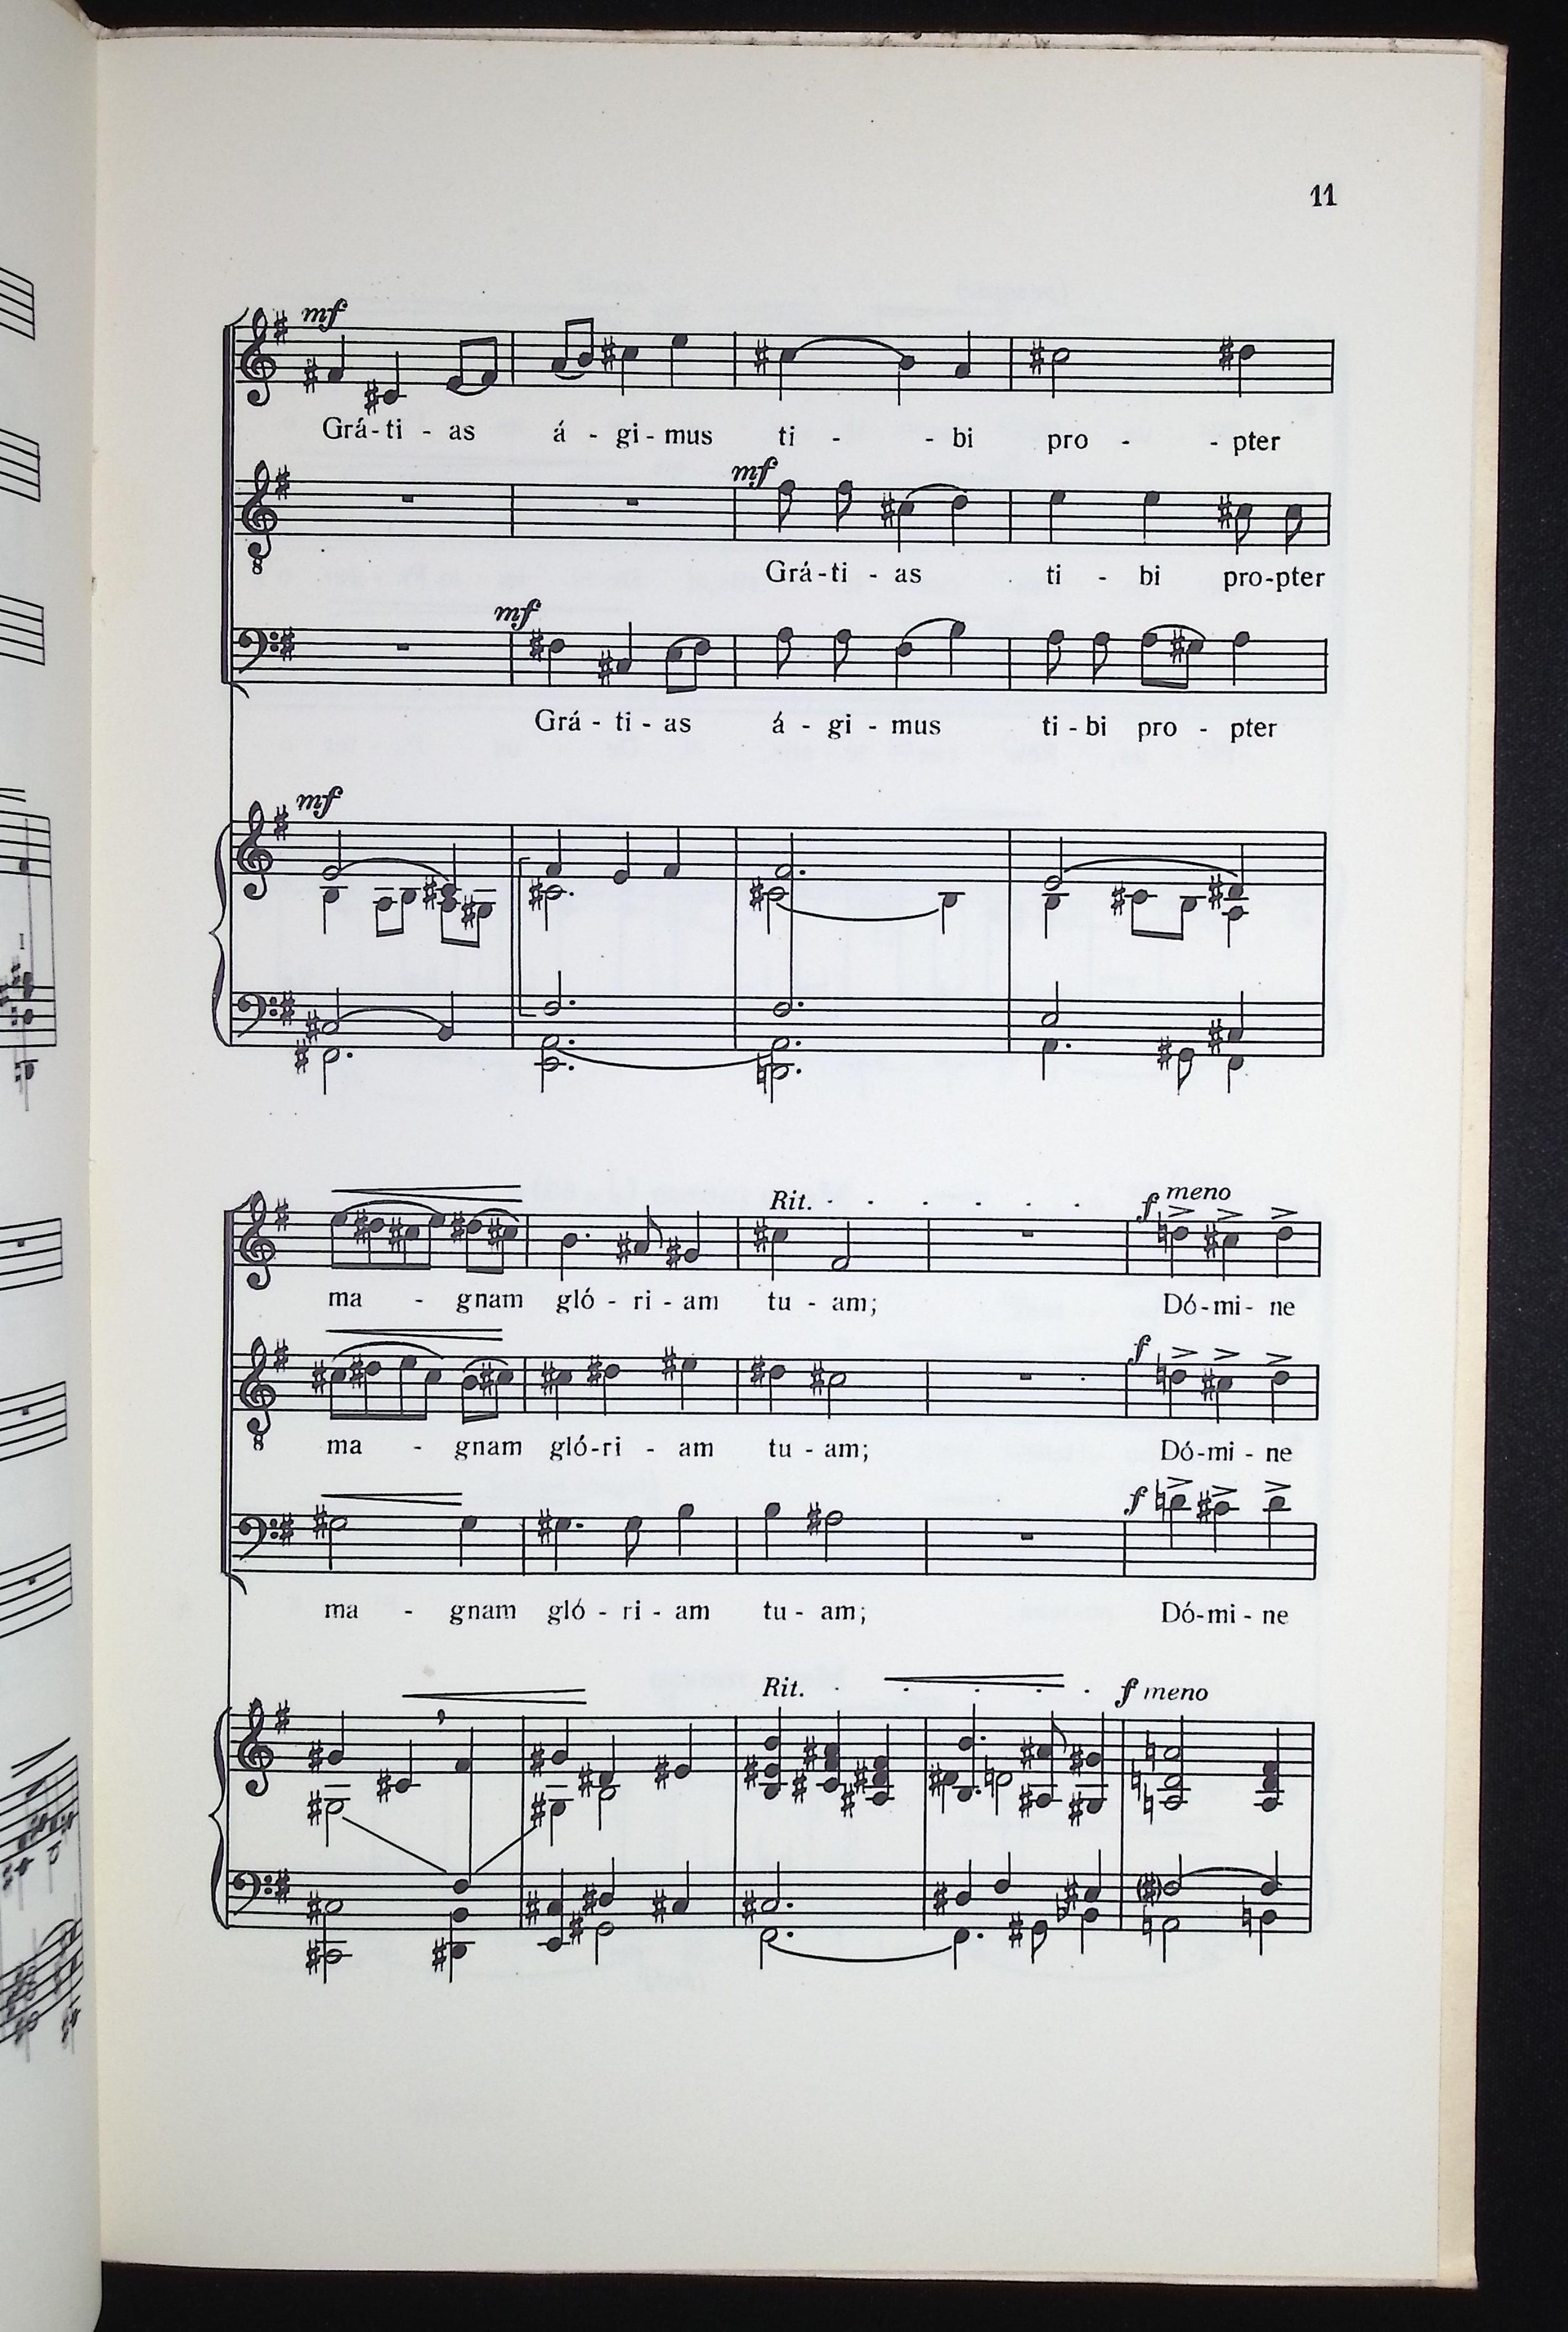 11
mf
Grá-ti - as á - gi - mus ti - - bi pro - - pter
mf
8
Grá-ti - as ti - bi pro-pter
mf
Grá - ti - as á - gi - mus ti - bi pro - pter
mf
Rit. . . . . . f meno
ma - gnam gló - ri - am tu - am; Dó-mi- ne
f
8
ma - gnam gló-ri - am tu - am; Dó-mi - ne
f
ma - gnam gló - ri - am tu - am; Dó-mi - ne
Rit. . . . . . f meno